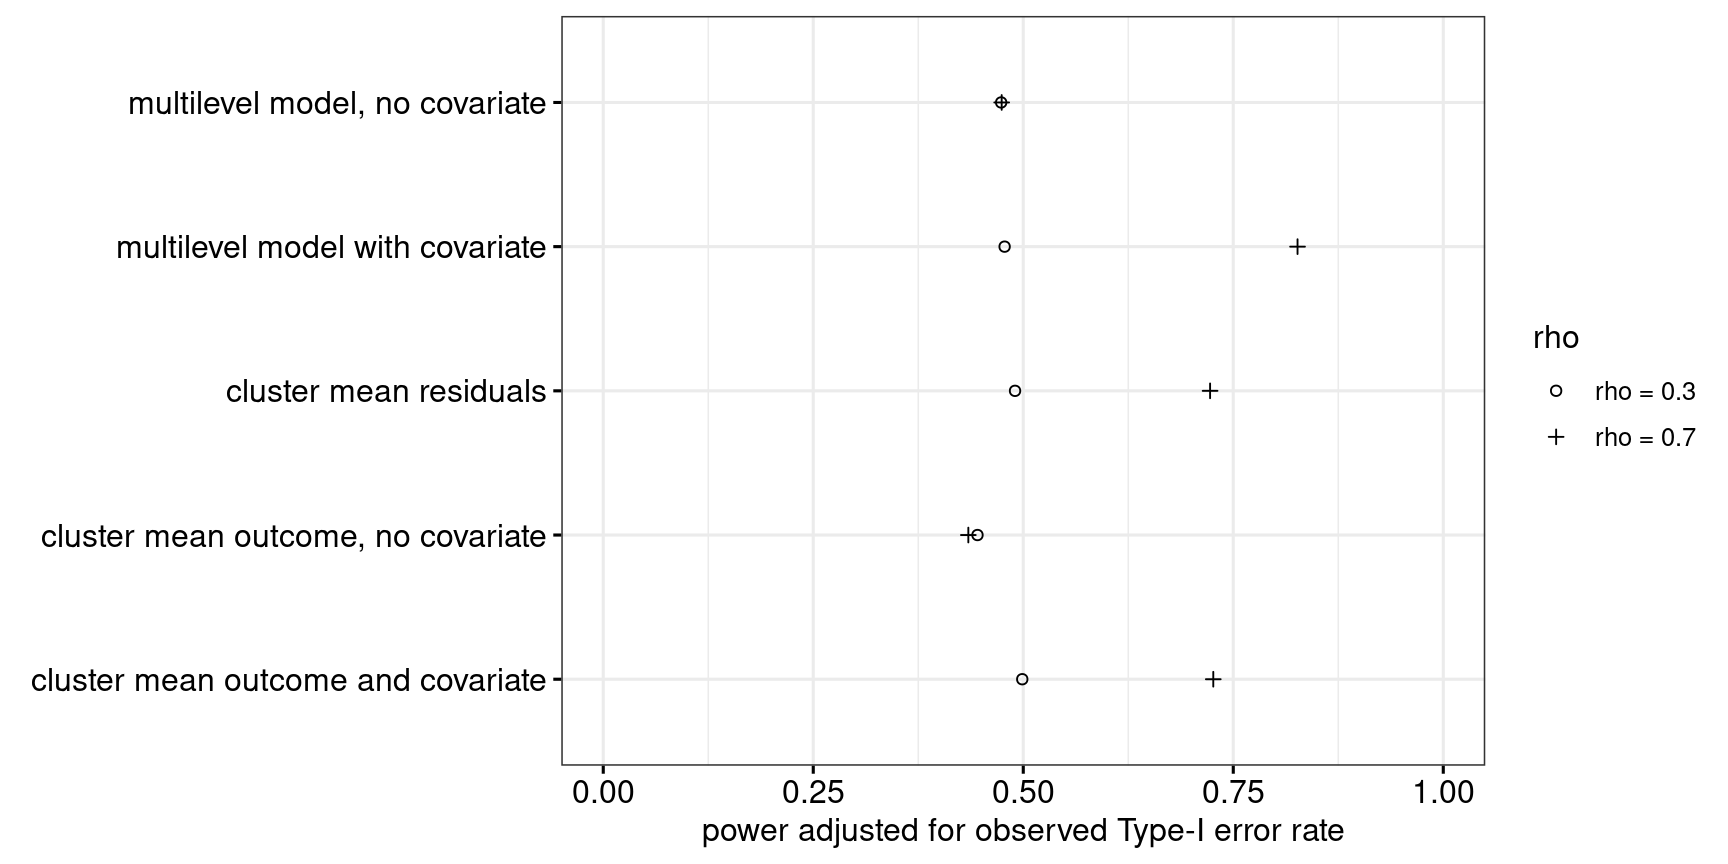 multilevel model, no covariate
multilevel model with covariate
cluster mean residuals
cluster mean outcome, no covariate
cluster mean outcome and covariate
0.00 0.25 0.50 0.75 1.00
power adjusted for observed Type-I error rate
rho
rho = 0.3
rho = 0.7